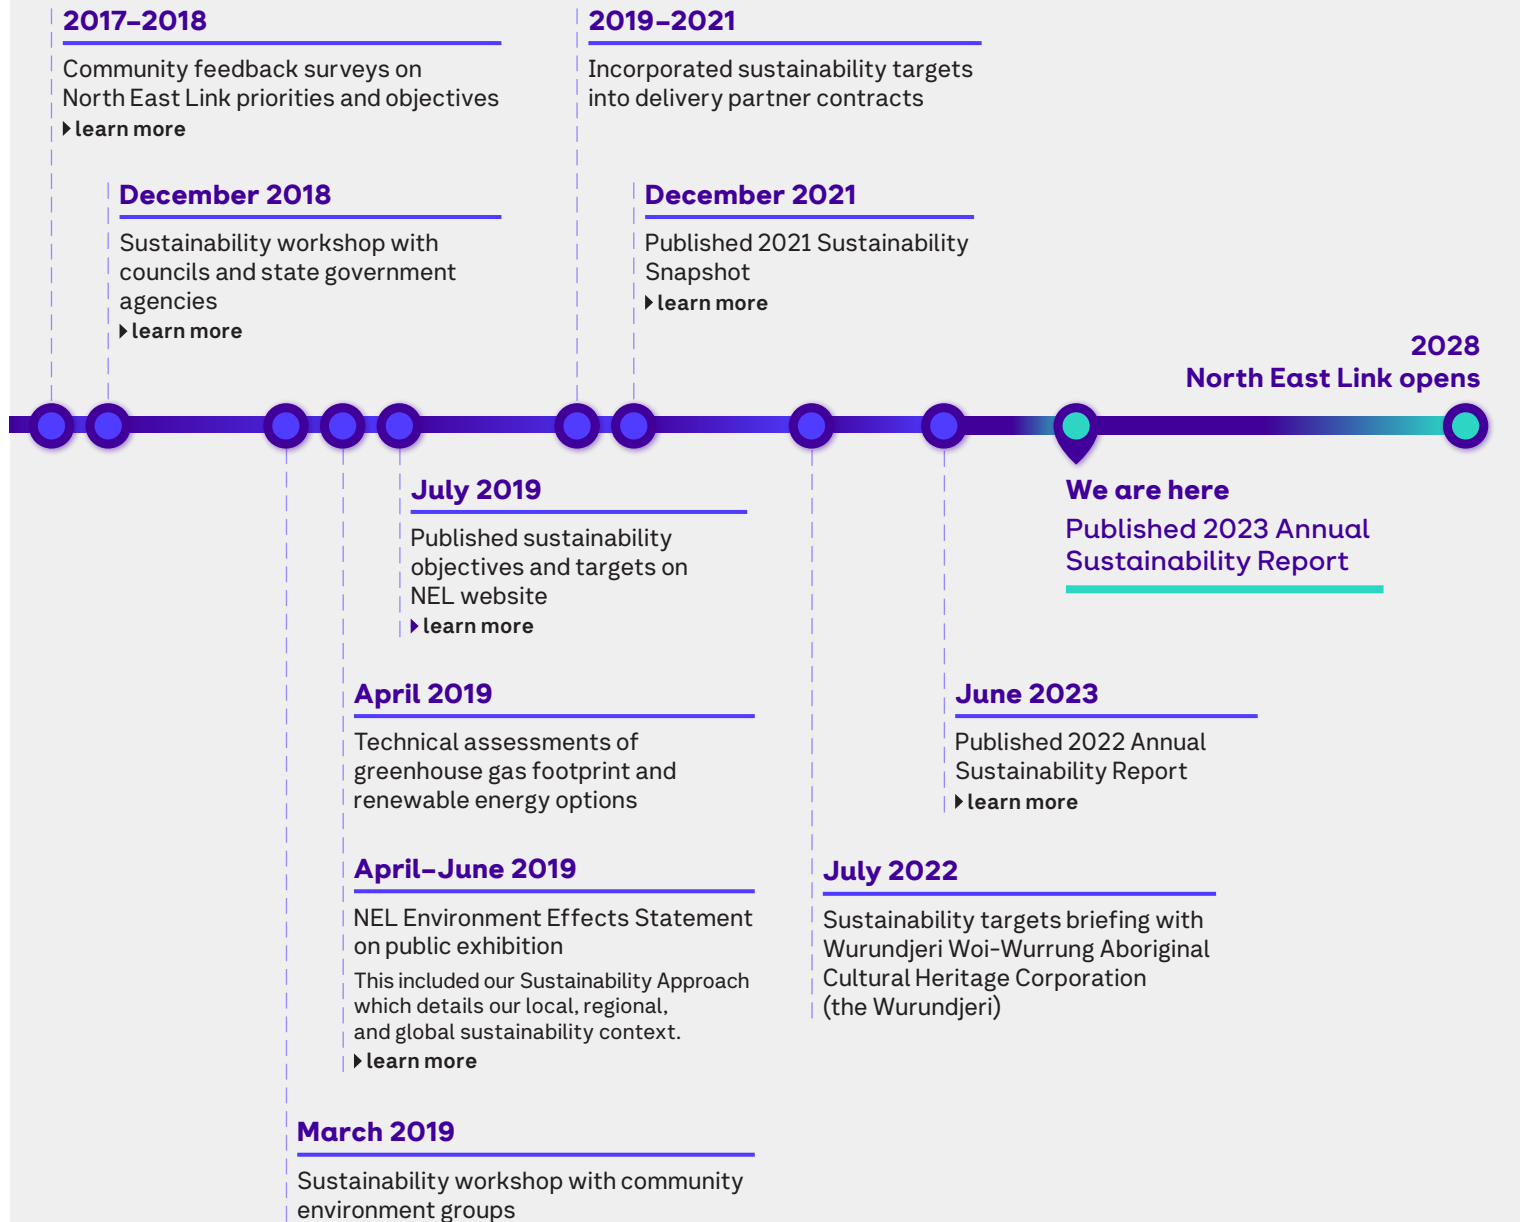 2017–2018
Community feedback surveys on
North East Link priorities and objectives
learn more
December 2018
Sustainability workshop with
councils and state government
agencies
learn more
2019–2021
Incorporated sustainability targets
into delivery partner contracts
December 2021
Published 2021 Sustainability
Snapshot
learn more
2028
North East Link opens
July 2019
Published sustainability
objectives and targets on
NEL website
learn more
April 2019
Technical assessments of
greenhouse gas footprint and
renewable energy options
April–June 2019
NEL Environment Effects Statement
on public exhibition
This included our Sustainability Approach
which details our local, regional,
and global sustainability context.
learn more
March 2019
Sustainability workshop with community
environment groups
We are here
Published 2023 Annual
Sustainability Report
June 2023
Published 2022 Annual
Sustainability Report
learn more
July 2022
Sustainability targets briefing with
Wurundjeri Woi-Wurrung Aboriginal
Cultural Heritage Corporation
(the Wurundjeri)